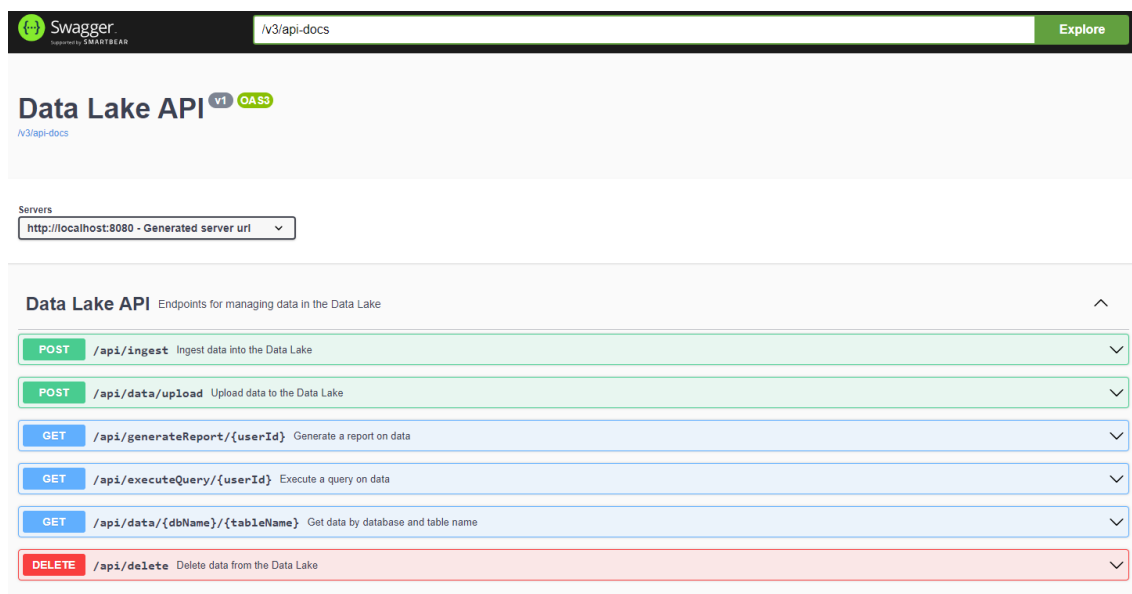 {...} Swagger.
Supported by SMARTBEAR
/v3/api-docs
Explore
Data Lake API v1 OAS3
/v3/api-docs
Servers
http://localhost:8080 - Generated server url
Data Lake API Endpoints for managing data in the Data Lake
POST /api/ingest Ingest data into the Data Lake
POST /api/data/upload Upload data to the Data Lake
GET /api/generateReport/{userId} Generate a report on data
GET /api/executeQuery/{userId} Execute a query on data
GET /api/data/{dbName}/{tableName} Get data by database and table name
DELETE /api/delete Delete data from the Data Lake